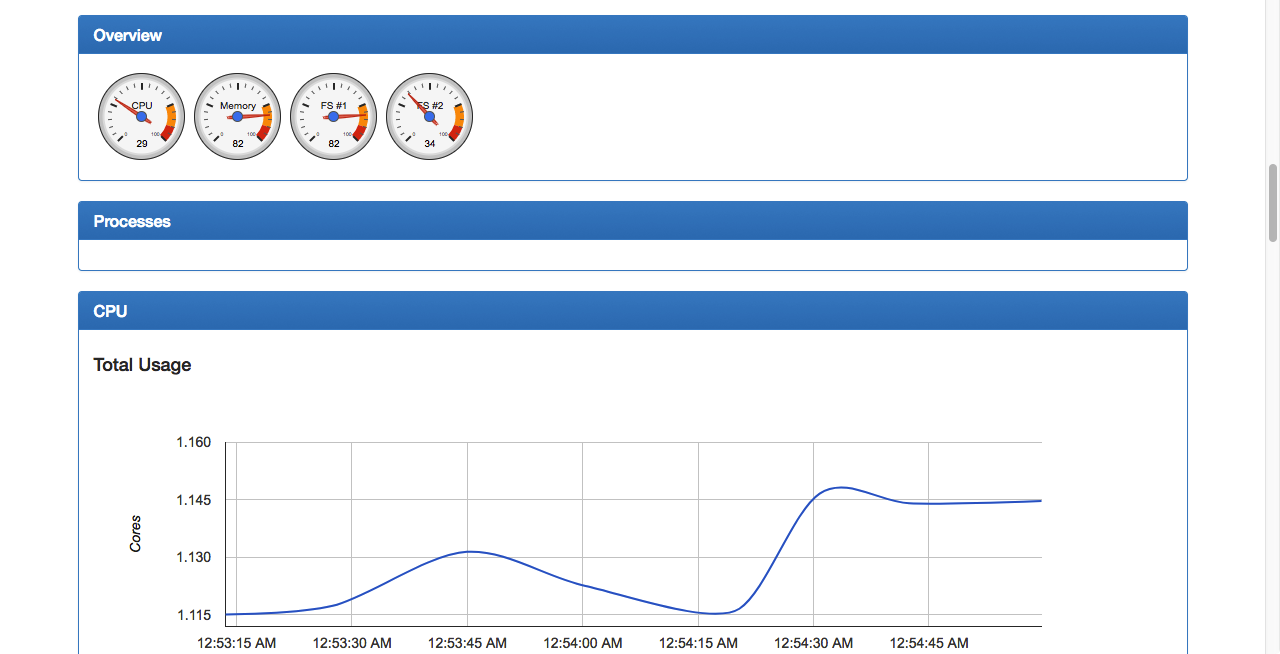 Overview
CPU Memory FS #1 FS #2
0 100 0 100 0 100 0 100
29 82 82 34
Processes
CPU
Total Usage
1.160
1.145
Cores
1.130
1.115
12:53:15 AM 12:53:30 AM 12:53:45 AM 12:54:00 AM 12:54:15 AM 12:54:30 AM 12:54:45 AM